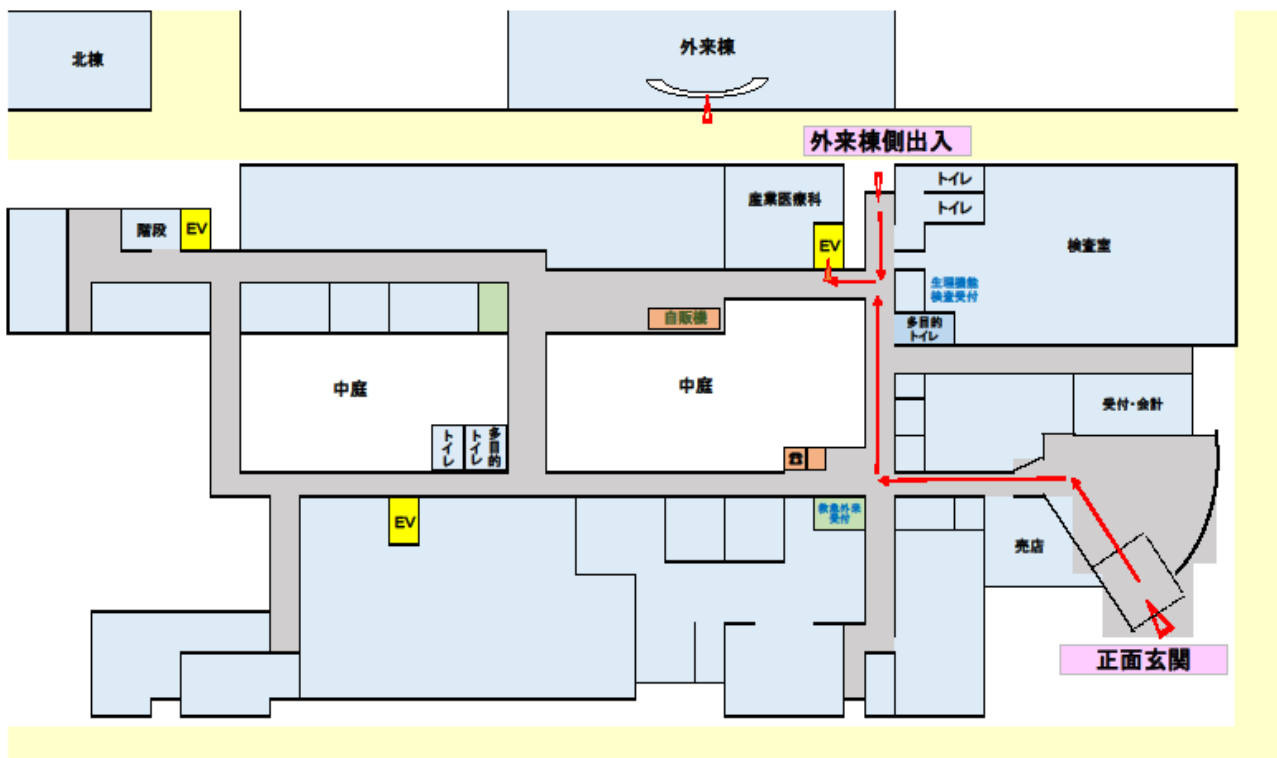 北棟
外来棟
外来棟側出入
産業医療科
トイレ
トイレ
階段
EV
EV
検査室
生理機能
検査受付
自販機
多目的
トイレ
中庭
中庭
受付・会計
トイレ
多目的
トイレ
☎
EV
救急外来
受付
売店
正面玄関